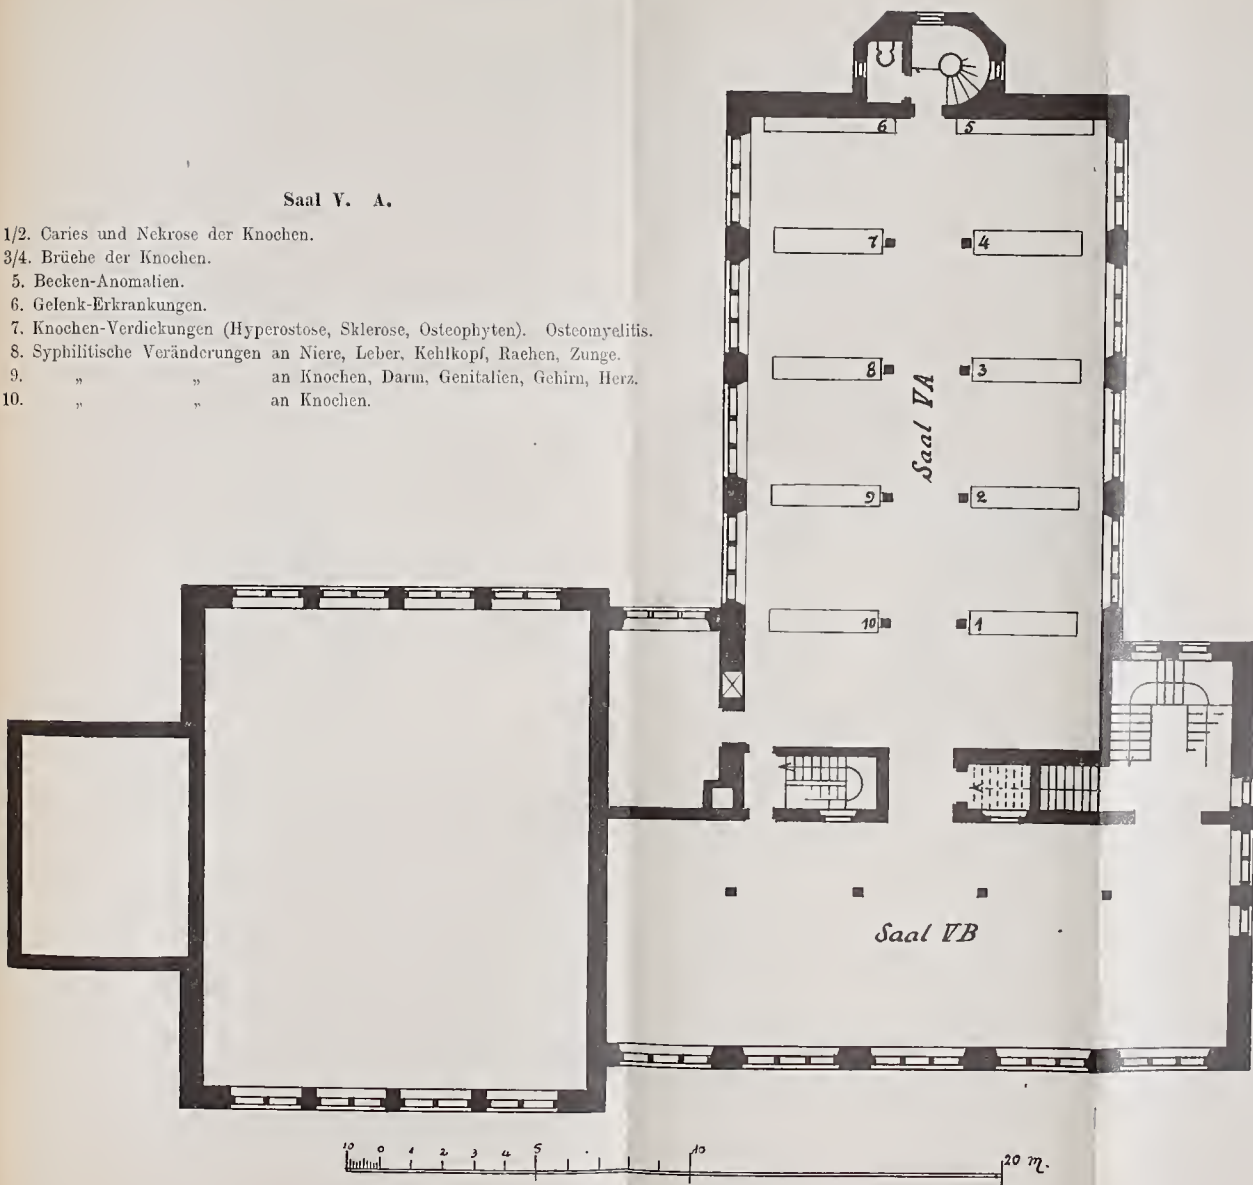 Saal V. A.
1/2. Caries und Nekrose der Knochen.
3/4. Brüche der Knochen.
5. Becken-Anomalien.
6. Gelenk-Erkrankungen.
7. Knochen-Verdickungen (Hyperostose, Sklerose, Osteophyten). Osteomyelitis.
8. Syphilitische Veränderungen an Niere, Leber, Kehlkopf, Rachen, Zunge.
9. „ „ an Knochen, Darm, Genitalien, Gehirn, Herz.
10. „ „ an Knochen.
6 5
7 4
8 3
Saal VA
9 2
10 1
Saal VB
10 0 1 2 3 4 5 10 20 m.